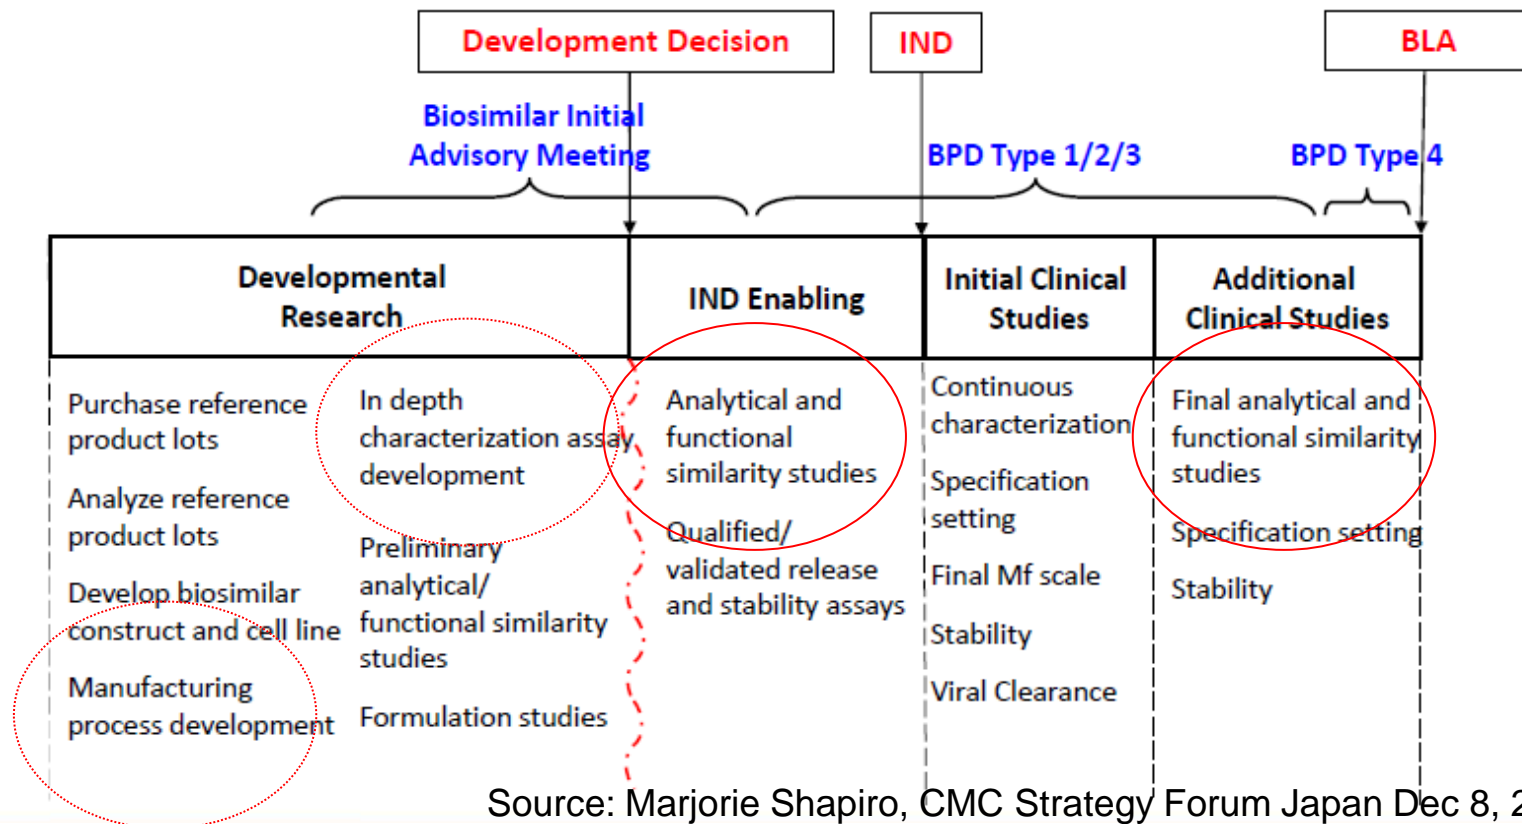 Development Decision
IND
BLA
Biosimilar Initial
Advisory Meeting
BPD Type 1/2/3
BPD Type 4
Developmental
Research
IND Enabling
Initial Clinical
Studies
Additional
Clinical Studies
Purchase reference
product lots
Analyze reference
product lots
Develop biosimilar
construct and cell line
Manufacturing
process development
In depth
characterization assay
development
Preliminary
analytical/
functional similarity
studies
Formulation studies
Analytical and
functional
similarity studies
Qualified/
validated release
and stability assays
Continuous
characterization
Specification
setting
Final Mf scale
Stability
Viral Clearance
Final analytical and
functional similarity
studies
Specification setting
Stability
Source: Marjorie Shapiro, CMC Strategy Forum Japan Dec 8,